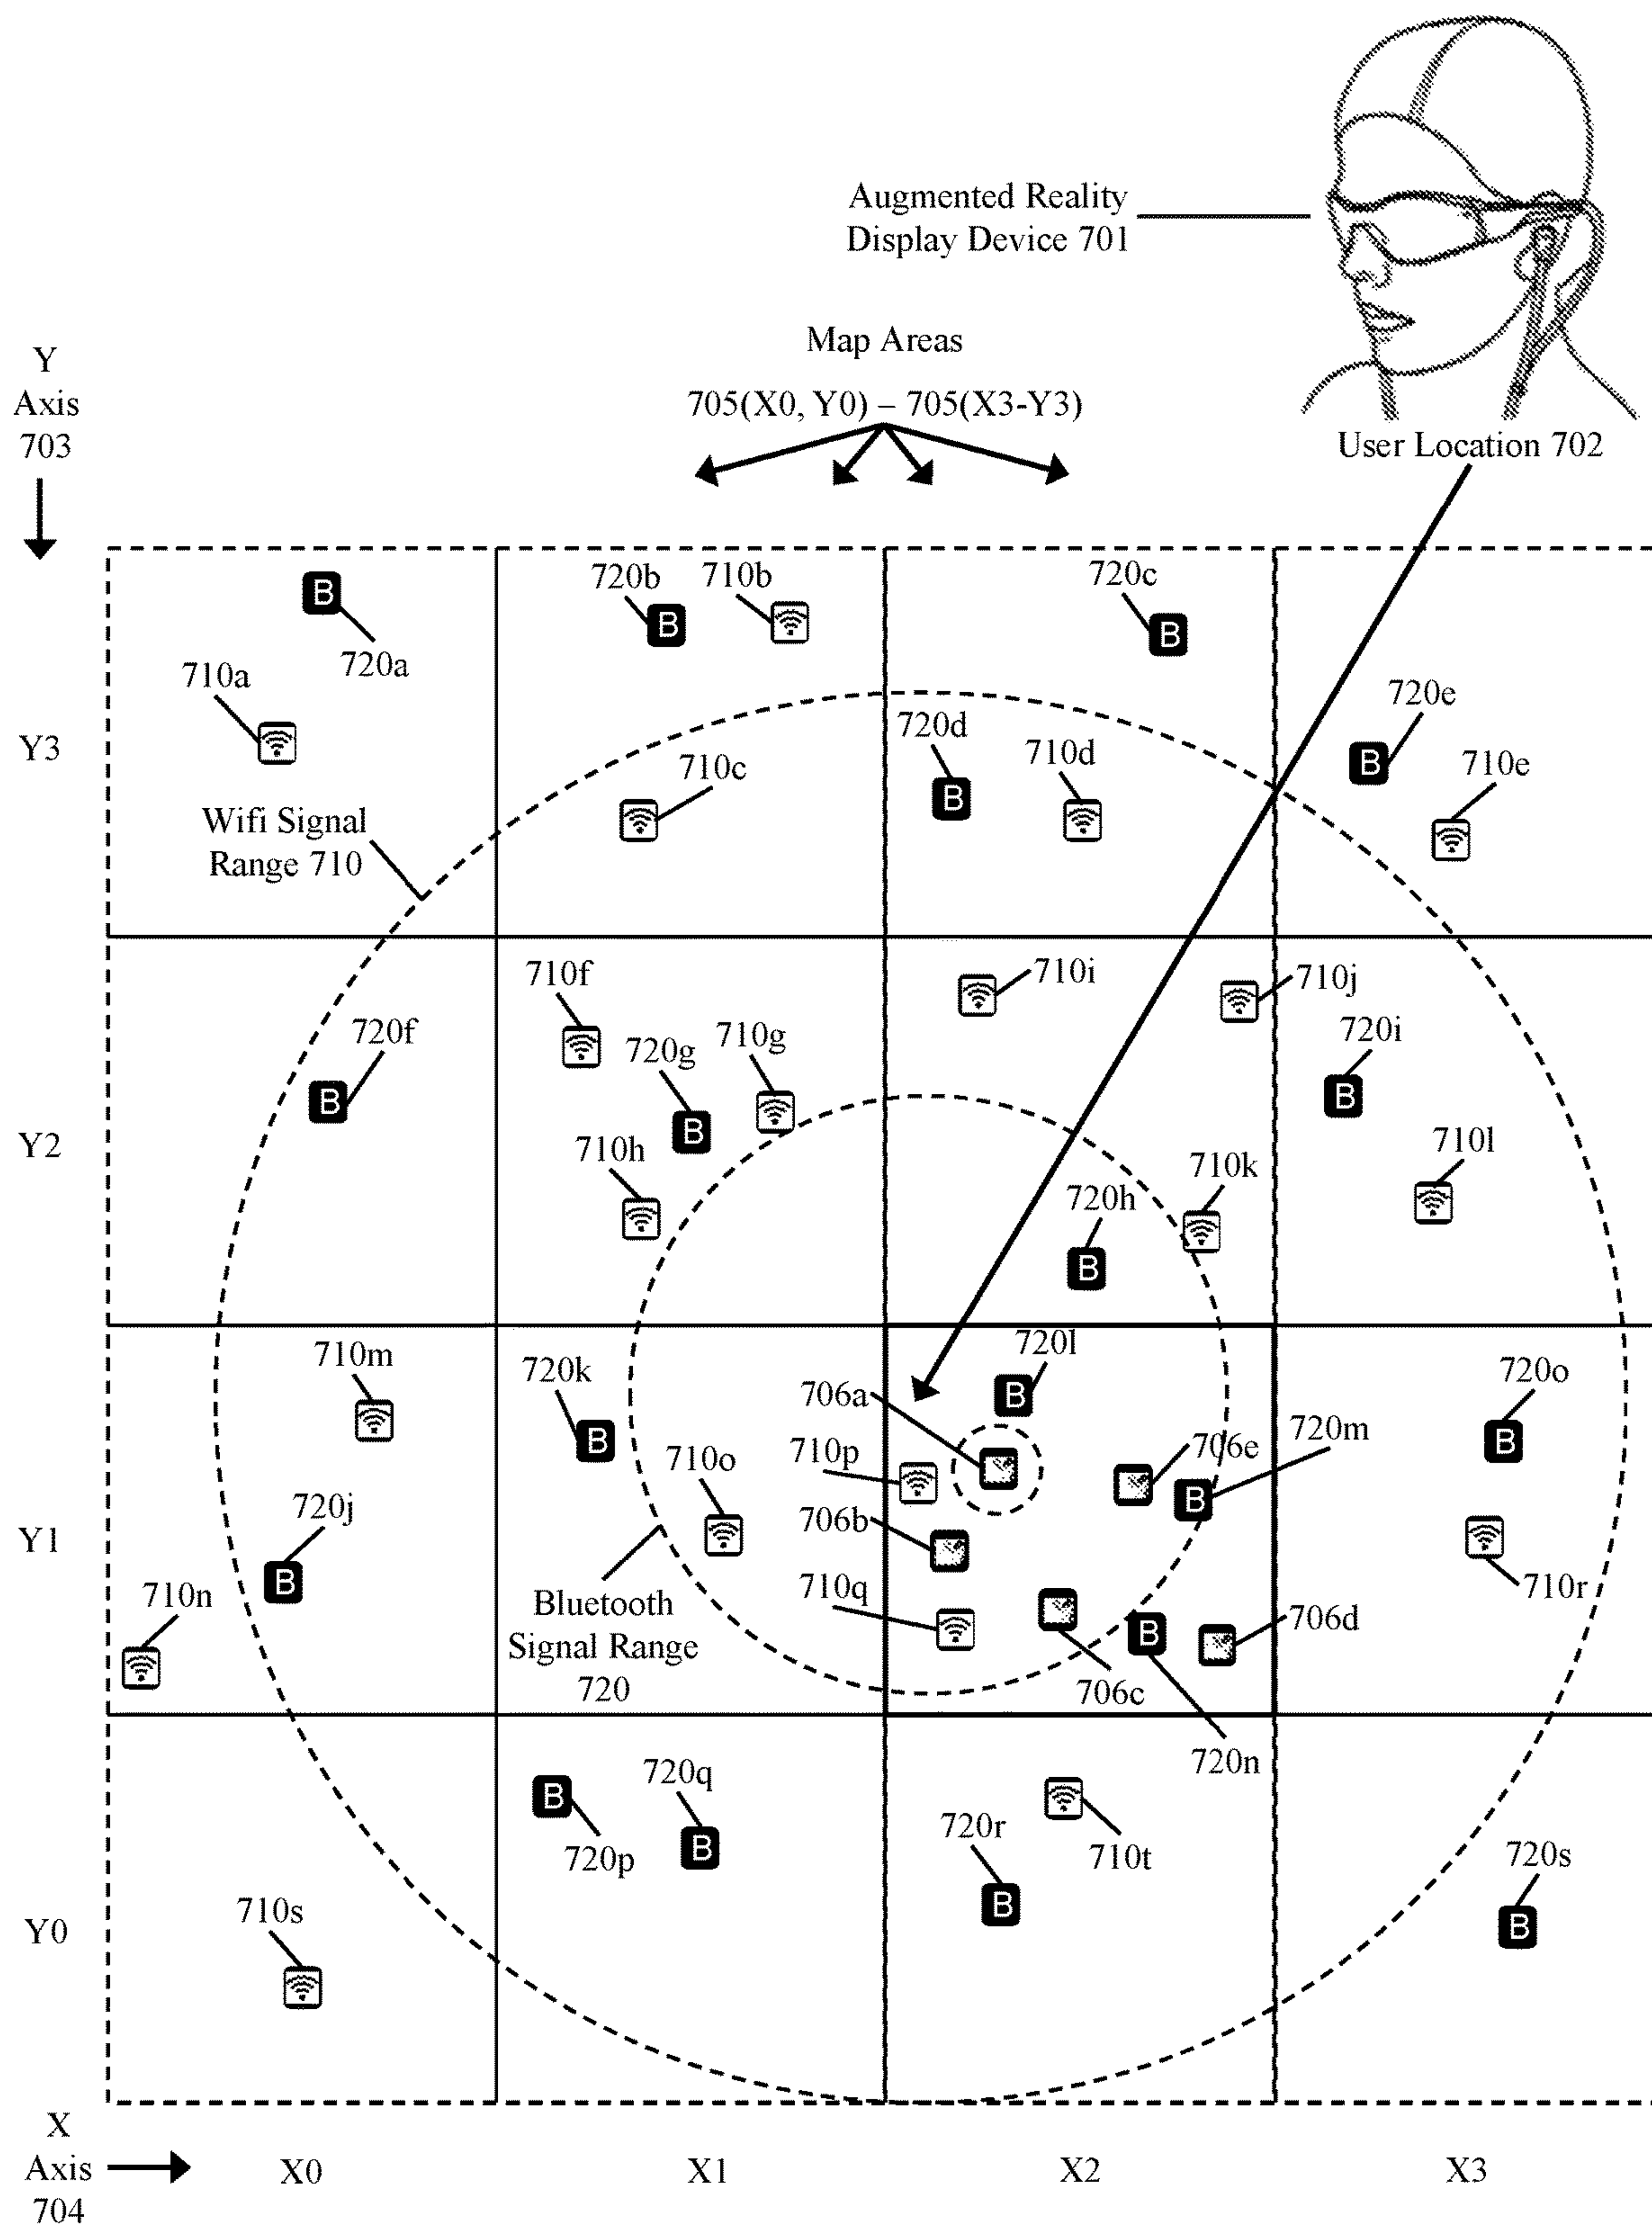 Augmented Reality
Display Device 701
Map Areas
705(X0, Y0) – 705(X3-Y3)
User Location 702
Y
Axis
703
720b
710b
720c
B
B
B
B
720a
710a
720e
720d
710d
710c
Y3
B
B
710e
Wifi Signal
Range 710
710f
710i
710j
720f
720g
710g
720i
B
B
B
Y2
710h
710l
710k
720h
B
710m
720l
720k
720o
706a
B
B
B
710p
710o
706e
720m
B
720j
706b
Y1
B
710n
710q
Bluetooth
Signal Range
720
B
710r
706d
706c
720n
720q
B
B
720p
720r
710t
720s
B
B
710s
Y0
X
Axis
704
X0
X1
X2
X3